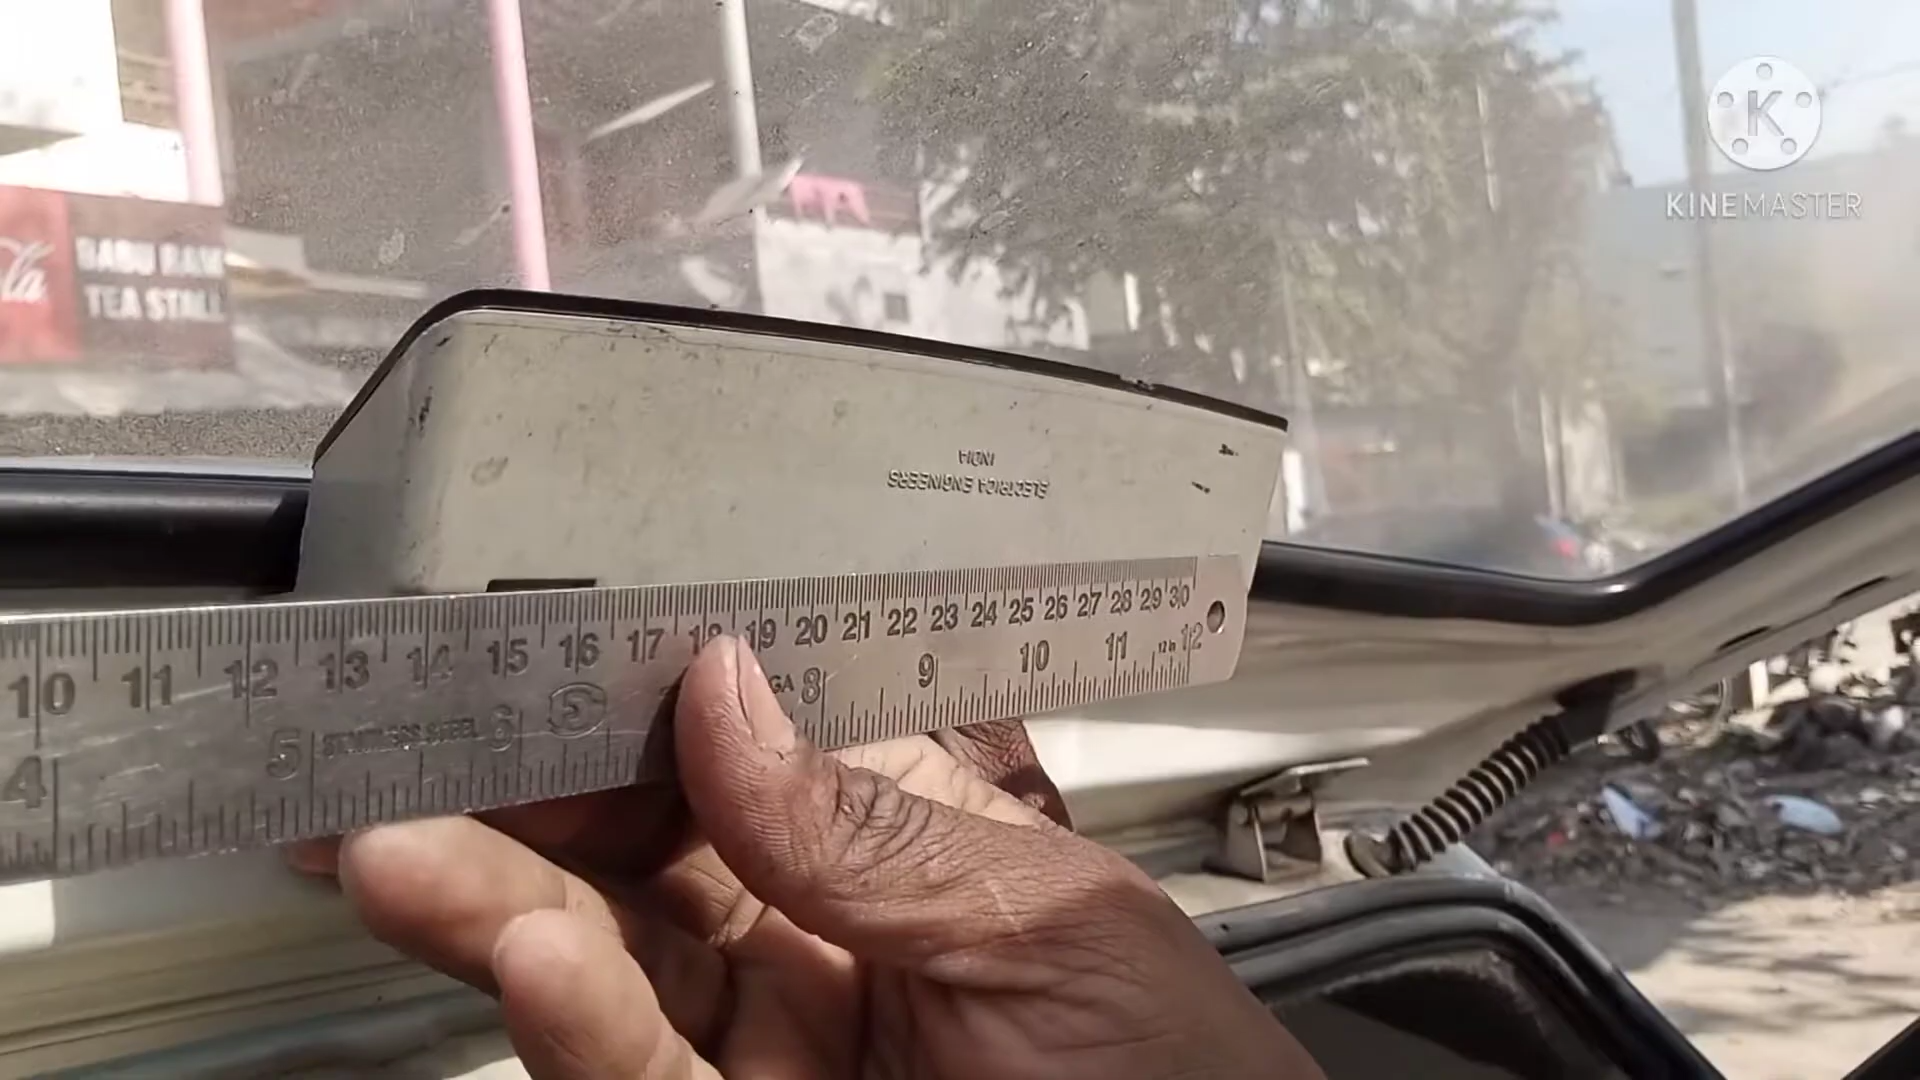 KINEMASTER
BABU RAM
TEA STALL
ELECTRICA ENGINEERS
INDIA
10 11 12 13 14 15 16 17 18 19 20 21 22 23 24 25 26 27 28 29 30
4 5 STAINLESS STEEL 6 8 9 10 11 12 in 12